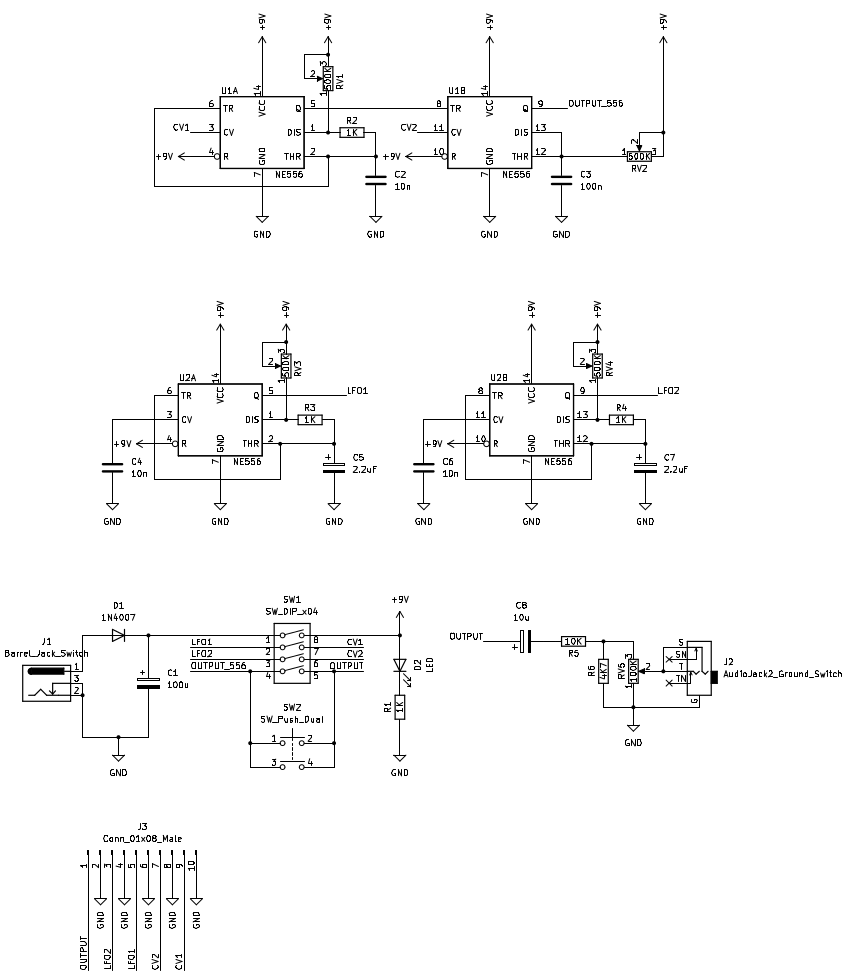 +9V +9V +9V +9V
U1A RV1 500K 1 2 3 U1B
6 TR VCC 14 Q 5 8 TR VCC 14 Q 9 OUTPUT_556
CV1 3 CV DIS 1 R2 1K CV2 11 CV DIS 13
+9V 4 R GND 7 THR 2 +9V 10 R GND 7 THR 12 1 500K 3 2
NE556 C2 10n NE556 C3 100n RV2
GND GND GND GND
+9V +9V +9V +9V
U2A RV3 500K 1 2 3 U2B RV4 500K 1 2 3
6 TR VCC 14 Q 5 LFO1 8 TR VCC 14 Q 9 LFO2
3 CV DIS 1 R3 1K 11 CV DIS 13 R4 1K
+9V 4 R GND 7 THR 2 +9V 10 R GND 7 THR 12
C4 10n NE556 + C5 2.2uF C6 10n NE556 + C7 2.2uF
GND GND GND GND GND GND
D1
1N4007
SW1
SW_DIP_x04
+9V
C8
10u
J1
Barrel_Jack_Switch
1
3
2
+ C1
100u
GND
1 8
LFO1 2 7 CV1
LFO2 3 6 CV2
OUTPUT_556 4 5 OUTPUT
SW2
SW_Push_Dual
1 2
3 4
D2
LED
R1
1K
GND
OUTPUT
+
10K
R5
R6
4K7
RV5
100K
1 2 3
GND
S
SN
T
TN
G
J2
AudioJack2_Ground_Switch
J3
Conn_01x08_Male
1 2 3 4 5 6 7 8 9 10
GND GND GND GND GND
OUTPUT LFO2 LFO1 CV2 CV1